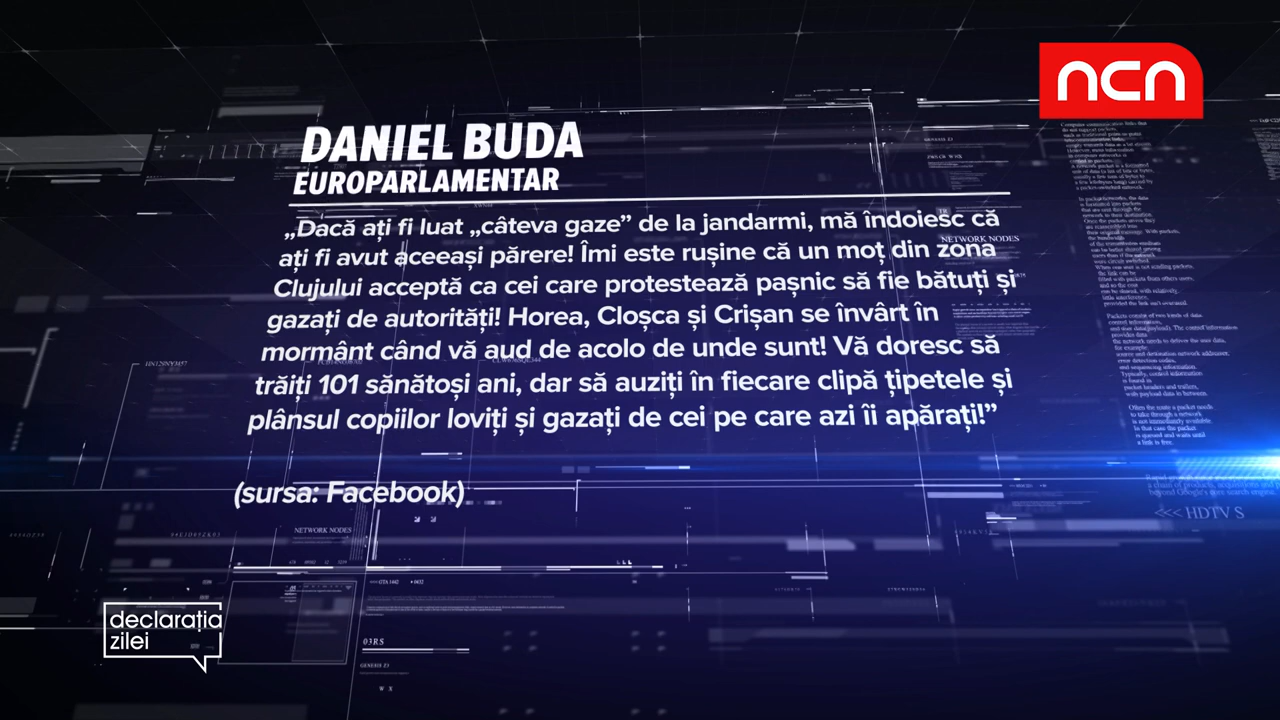 ncn
DANIEL BUDA
EUROPARLAMENTAR
„Dacă ați fi luat „câteva gaze” de la jandarmi, mă îndoiesc că
ați fi avut aceeași părere! Îmi este rușine că un moț din zona
Clujului acceptă ca cei care protestează pașnic să fie bătuți și
gazați de autorități! Horea, Cloșca și Crișan se învârt în
mormânt când vă aud de acolo de unde sunt! Vă doresc să
trăiți 101 sănătoși ani, dar să auziți în fiecare clipă țipetele și
plânsul copiilor loviți și gazați de cei pe care azi îi apărați!”
(sursa: Facebook)
NETWORK NODES
NETWORK NODES
<<< HDTV S
03RS
GENESIS Z3
W X
declarația
zilei